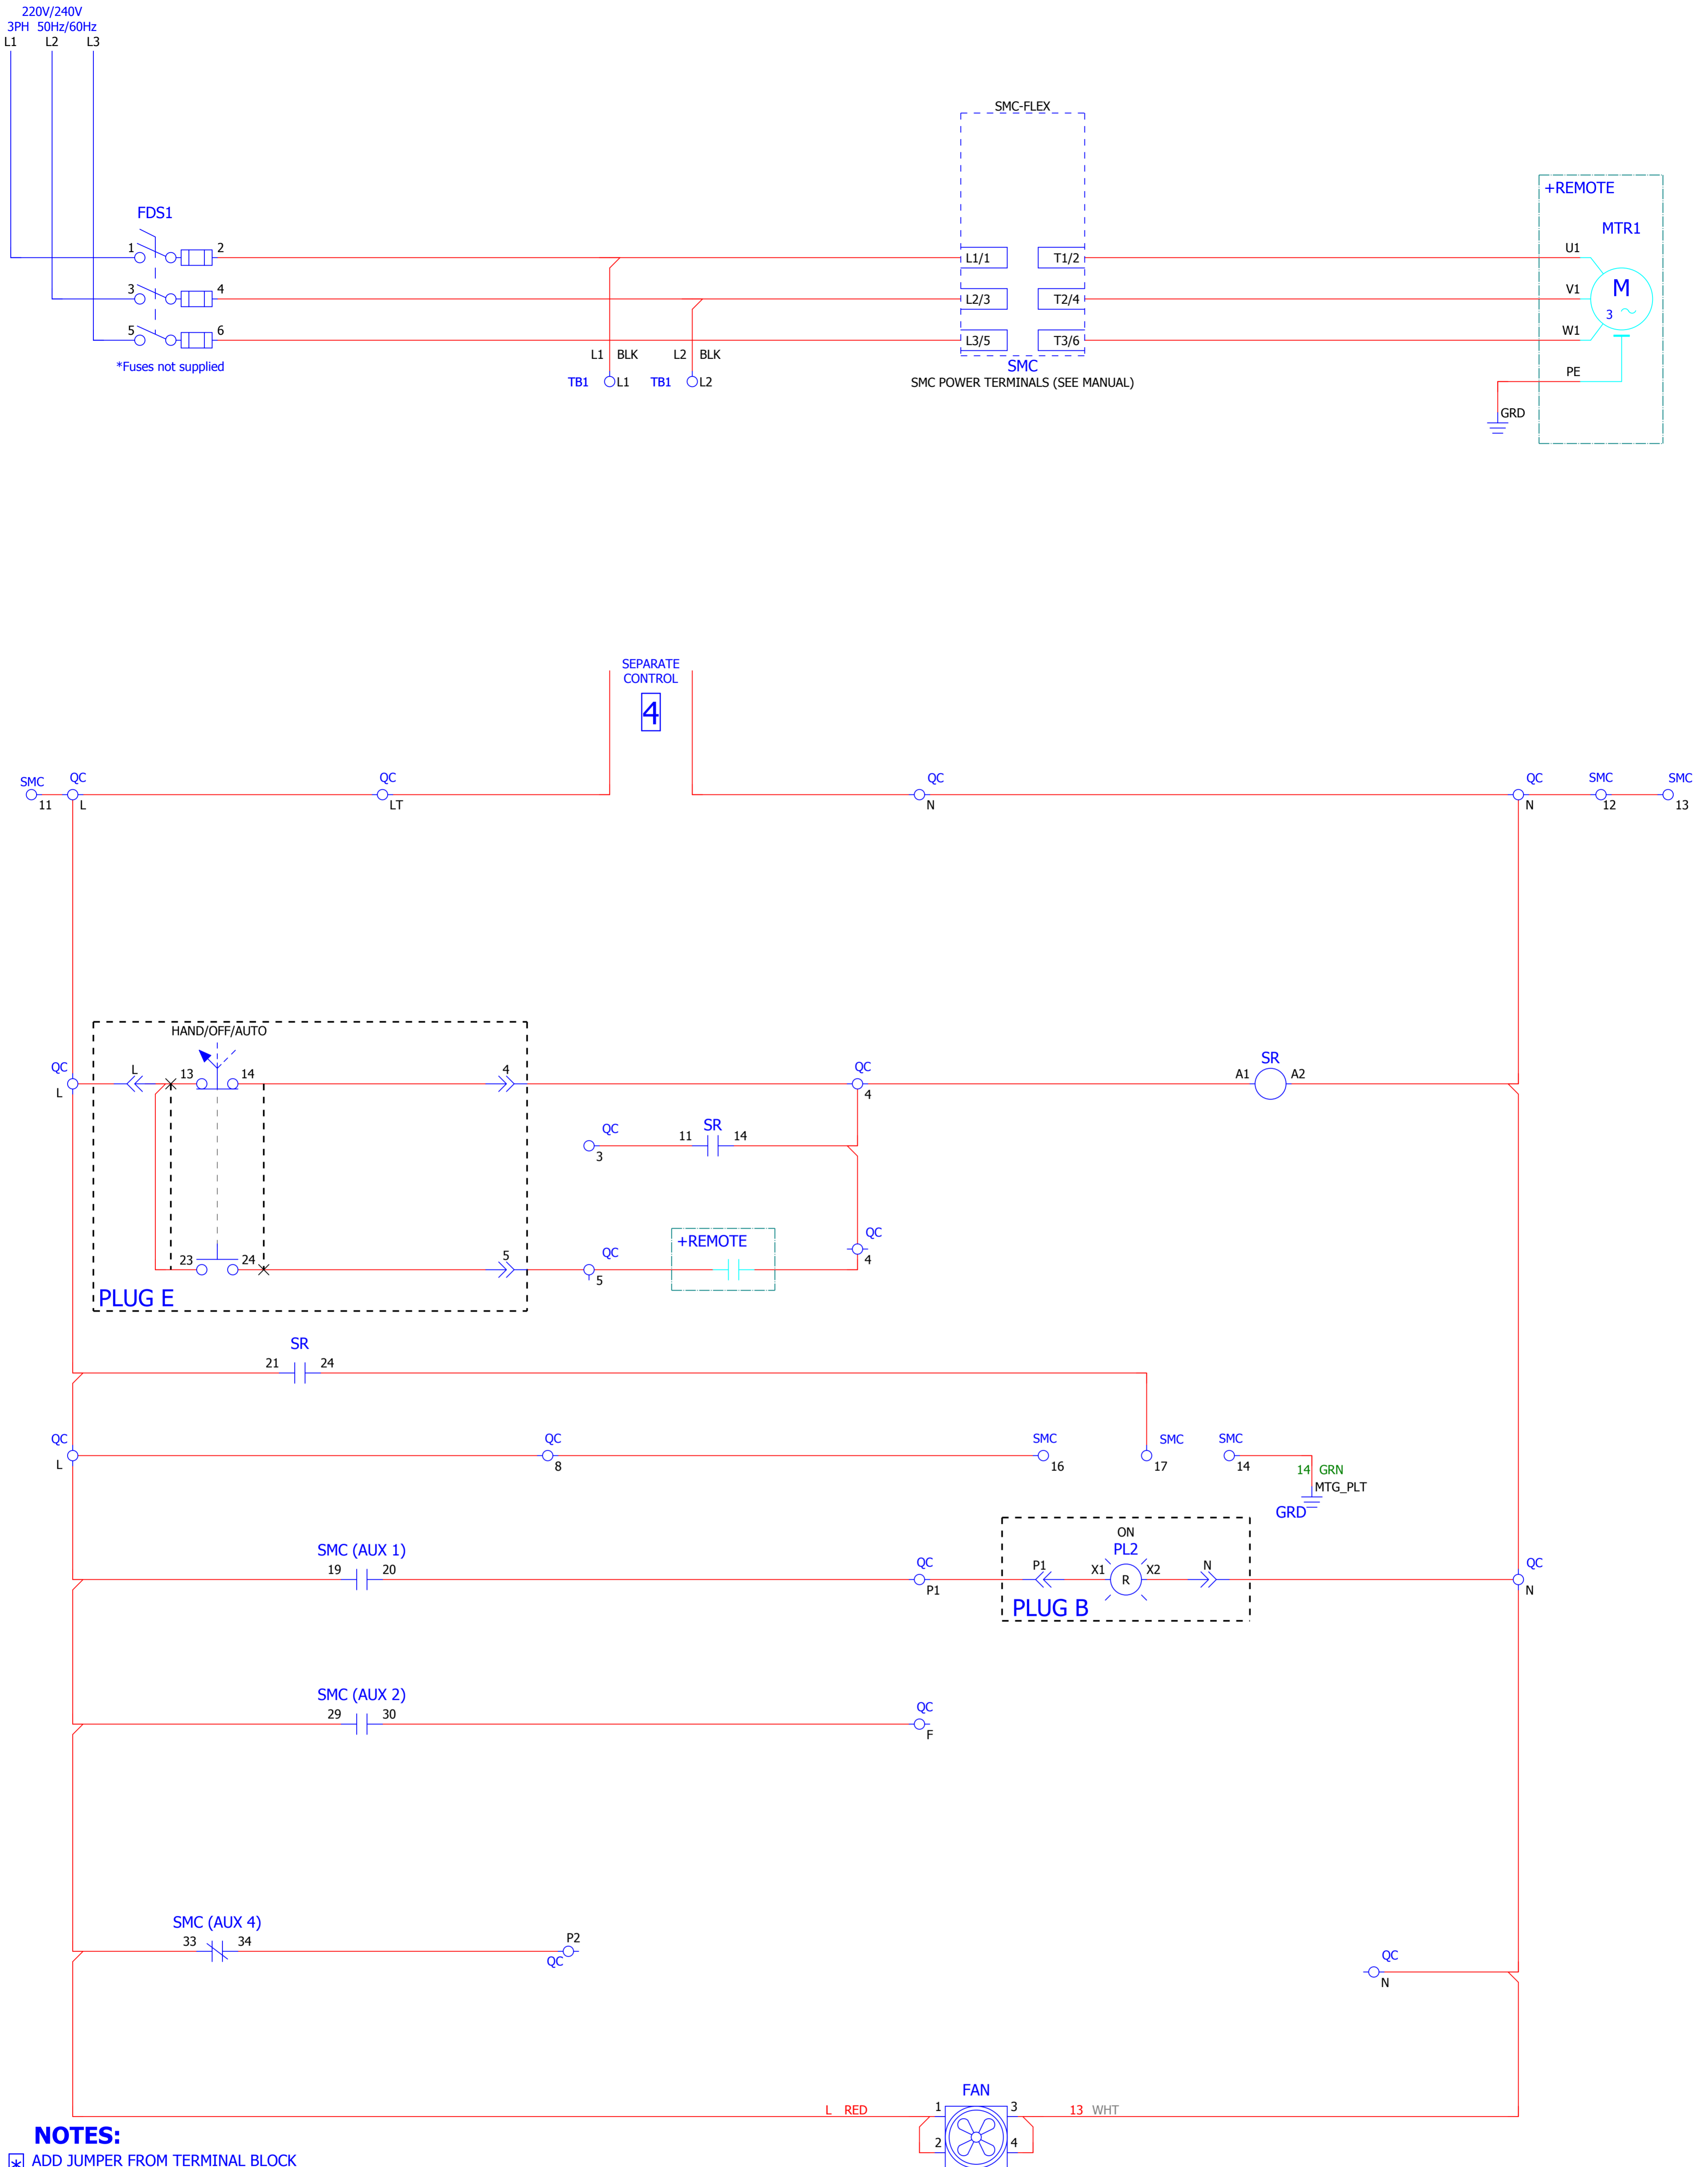 220V/240V
3PH 50Hz/60Hz
L1 L2 L3
SMC-FLEX
+REMOTE
FDS1
MTR1
1 2 L1/1 T1/2 U1
3 4 L2/3 T2/4 V1 M
3
5 6 L3/5 T3/6 W1
*Fuses not supplied
L1 BLK L2 BLK
SMC
PE
TB1 L1 TB1 L2
SMC POWER TERMINALS (SEE MANUAL)
GRD
SEPARATE
CONTROL
4
SMC QC QC QC QC SMC SMC
11 L LT N N 12 13
HAND/OFF/AUTO
QC L 13 14 4 QC SR
A1 A2
L 4
QC 11 SR 14
3
QC
+REMOTE
23 24 5 QC
4
5
PLUG E
SR
21 24
QC QC SMC SMC SMC
L 8 16 17 14
14 GRN
MTG_PLT
GRD
ON
SMC (AUX 1) PL2
19 20 QC P1 X1 R X2 N QC
P1 N
PLUG B
SMC (AUX 2)
29 30 QC
F
SMC (AUX 4)
33 34 P2
QC
QC
N
FAN
L RED 1 3 13 WHT
2 4
NOTES:
* ADD JUMPER FROM TERMINAL BLOCK